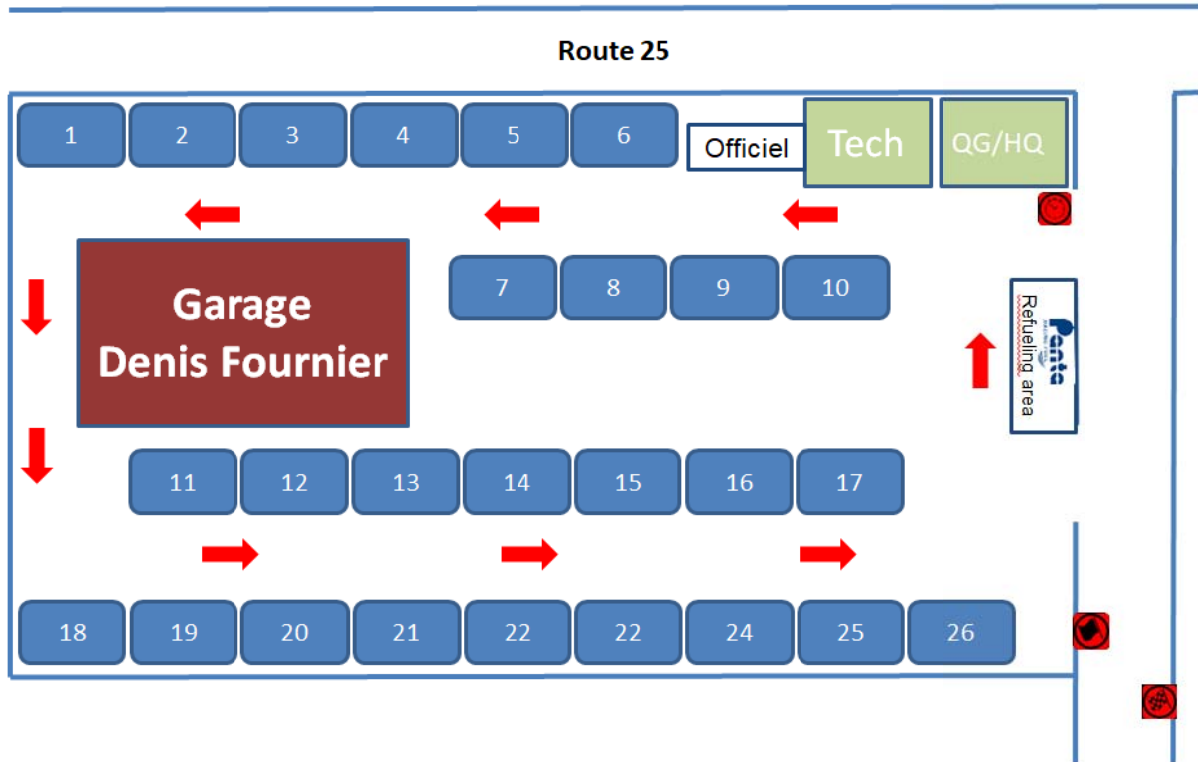 Route 25
1 2 3 4 5 6 Officiel Tech QG/HQ
7 8 9 10
Garage
Denis Fournier
Panta
Refueling area
11 12 13 14 15 16 17
18 19 20 21 22 22 24 25 26